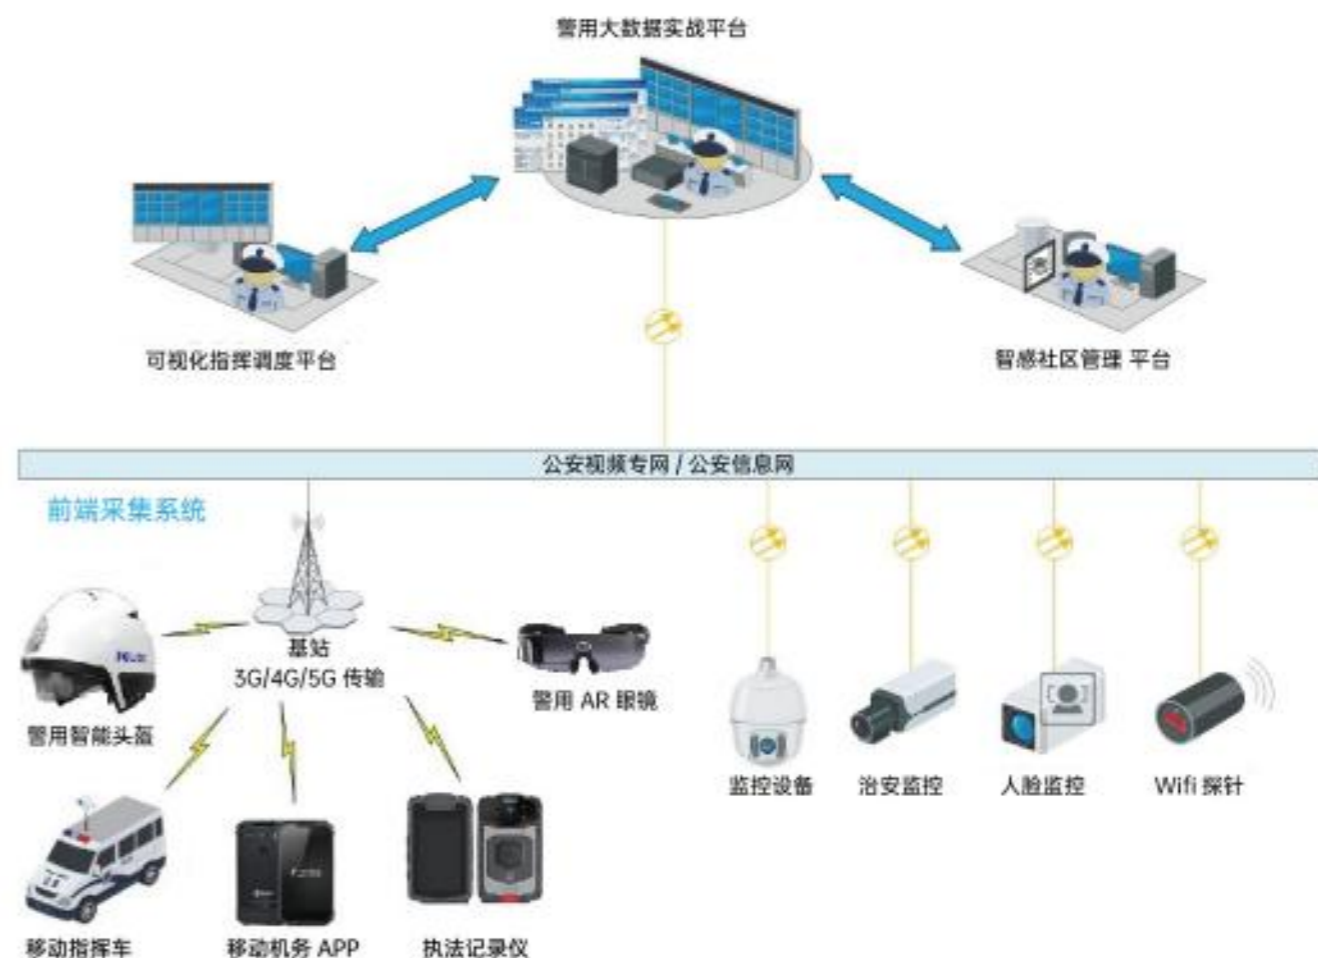 警用大数据实战平台
可视化指挥调度平台
智感社区管理 平台
公安视频专网 / 公安信息网
前端采集系统
基站
3G/4G/5G 传输
警用智能头盔
警用 AR 眼镜
监控设备
治安监控
人脸监控
Wifi 探针
移动指挥车
移动机务 APP
执法记录仪